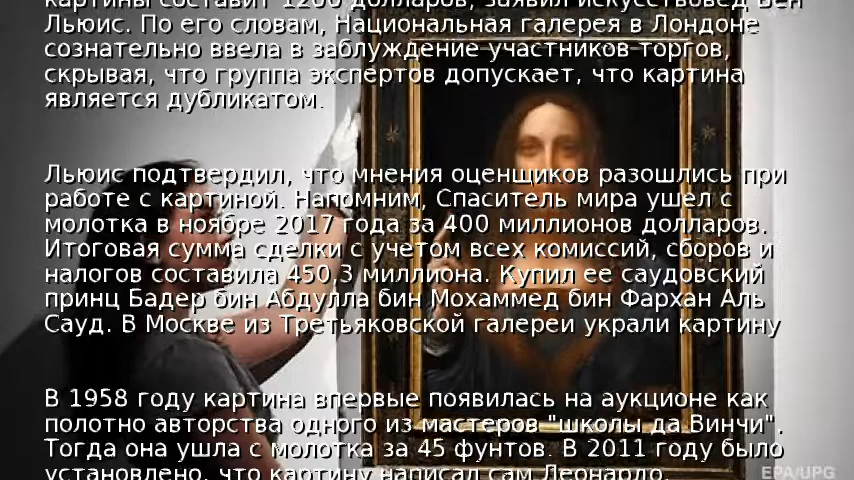 картины составит 1200 долларов, заявил искусствовед Бен
Льюис. По его словам, Национальная галерея в Лондоне
сознательно ввела в заблуждение участников торгов,
скрывая, что группа экспертов допускает, что картина
является дубликатом.
Льюис подтвердил, что мнения оценщиков разошлись при
работе с картиной. Напомним, Спаситель мира ушел с
молотка в ноябре 2017 года за 400 миллионов долларов.
Итоговая сумма сделки с учетом всех комиссий, сборов и
налогов составила 450,3 миллиона. Купил ее саудовский
принц Бадер бин Абдулла бин Мохаммед бин Фархан Аль
Сауд. В Москве из Третьяковской галереи украли картину
В 1958 году картина впервые появилась на аукционе как
полотно авторства одного из мастеров "школы да Винчи".
Тогда она ушла с молотка за 45 фунтов. В 2011 году было
установлено, что картину написал сам Леонардо.
EPA/UPG